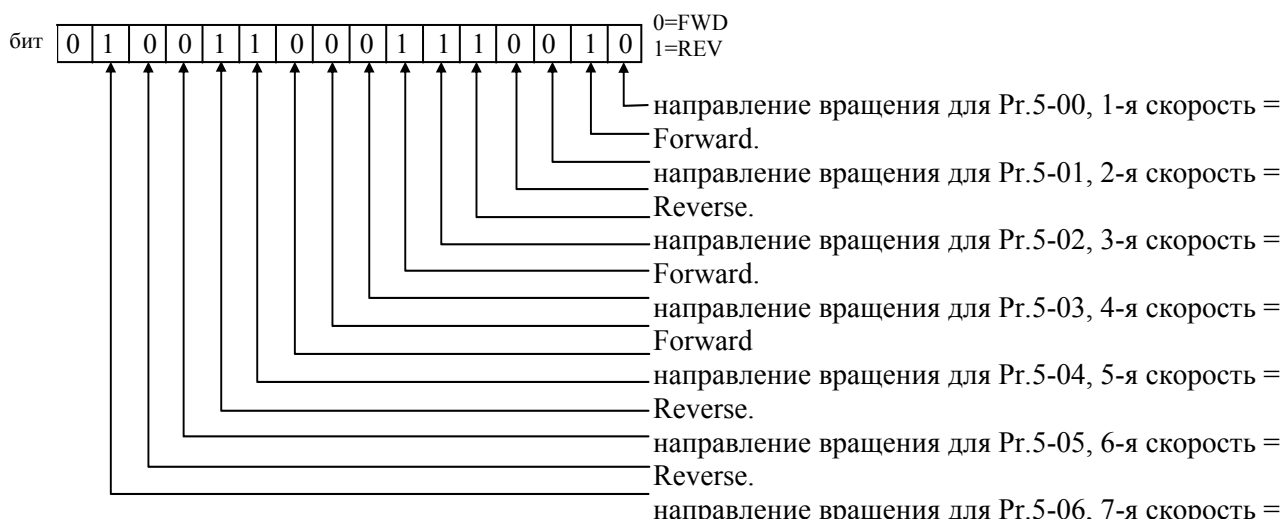 0=FWD
бит 0 1 0 0 1 1 0 0 0 1 1 1 0 0 1 0 1=REV
направление вращения для Pr.5-00, 1-я скорость =
Forward.
направление вращения для Pr.5-01, 2-я скорость =
Reverse.
направление вращения для Pr.5-02, 3-я скорость =
Forward.
направление вращения для Pr.5-03, 4-я скорость =
Forward
направление вращения для Pr.5-04, 5-я скорость =
Reverse.
направление вращения для Pr.5-05, 6-я скорость =
Reverse.
направление вращения для Pr.5-06, 7-я скорость =